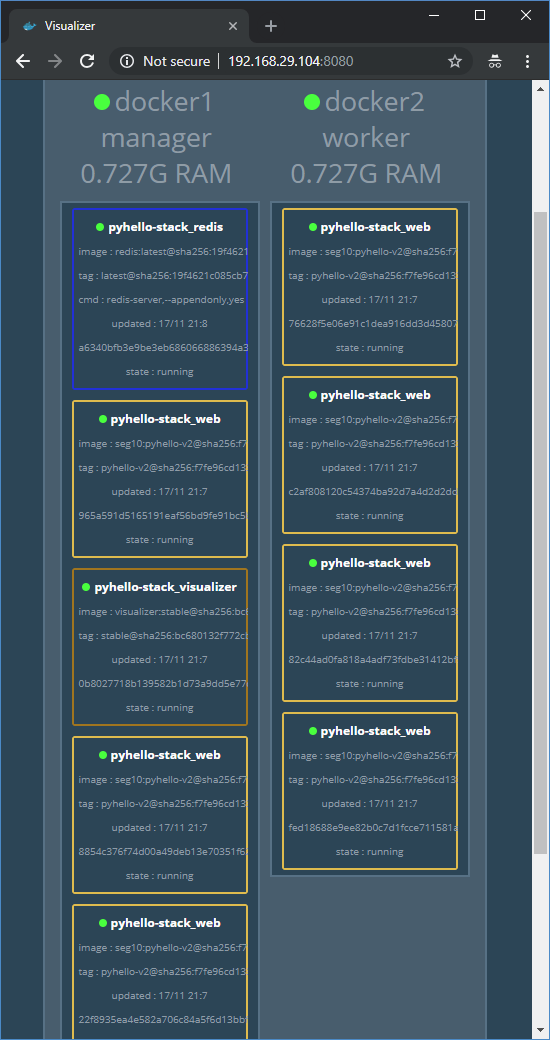 Visualizer
Not secure
192.168.29.104:8080
docker1
manager
0.727G RAM
pyhello-stack_redis
image : redis:latest@sha256:19f4621
tag : latest@sha256:19f4621c085cb7
cmd : redis-server,--appendonly,yes
updated : 17/11 21:8
a6340bfb3e9be3eb686066886394a3
state : running
pyhello-stack_web
image : seg10:pyhello-v2@sha256:f7
tag : pyhello-v2@sha256:f7fe96cd13
updated : 17/11 21:7
965a591d5165191eaf56bd9fe91bc5
state : running
pyhello-stack_visualizer
image : visualizer:stable@sha256:bc
tag : stable@sha256:bc680132f772c
updated : 17/11 21:7
0b8027718b139582b1d73a9dd5e77
state : running
pyhello-stack_web
image : seg10:pyhello-v2@sha256:f7
tag : pyhello-v2@sha256:f7fe96cd13
updated : 17/11 21:7
8854c376f74d00a49deb13e70351f6
state : running
pyhello-stack_web
image : seg10:pyhello-v2@sha256:f7
tag : pyhello-v2@sha256:f7fe96cd13
updated : 17/11 21:7
22f8935ea4e582a706c84a5f6d13bb
docker2
worker
0.727G RAM
pyhello-stack_web
image : seg10:pyhello-v2@sha256:f7
tag : pyhello-v2@sha256:f7fe96cd13
updated : 17/11 21:7
76628f5e06e91c1dea916dd3d45807
state : running
pyhello-stack_web
image : seg10:pyhello-v2@sha256:f7
tag : pyhello-v2@sha256:f7fe96cd13
updated : 17/11 21:7
c2af808120c54374ba92d7a4d2d2dc
state : running
pyhello-stack_web
image : seg10:pyhello-v2@sha256:f7
tag : pyhello-v2@sha256:f7fe96cd13
updated : 17/11 21:7
82c44ad0fa818a4adf73fdbe31412bf
state : running
pyhello-stack_web
image : seg10:pyhello-v2@sha256:f7
tag : pyhello-v2@sha256:f7fe96cd13
updated : 17/11 21:7
fed18688e9ee82b0c7d1fcce711581a
state : running